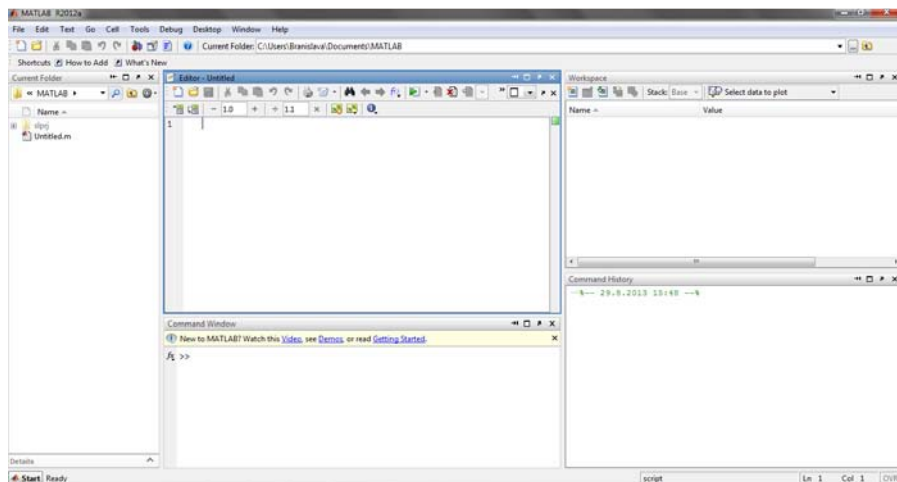 MATLAB R2012a
File Edit Text Go Cell Tools Debug Desktop Window Help
Current Folder: C:\Users\Branislava\Documents\MATLAB
Shortcuts How to Add What's New
Current Folder
« MATLAB
Name
slprj
Untitled.m
Details
Editor - Untitled
- 1.0 + ÷ 1.1 ×
1
Command Window
New to MATLAB? Watch this Video, see Demos, or read Getting Started.
fx >>
Workspace
Stack: Base Select data to plot
Name Value
Command History
%-- 29.8.2013 15:48 --%
Start Ready
script Ln 1 Col 1 OVR